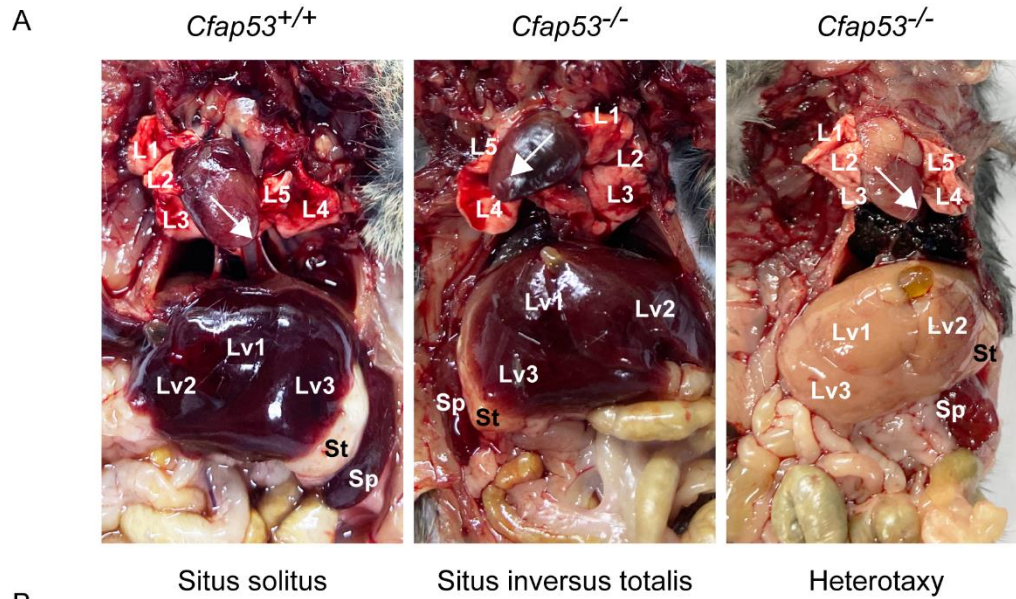 A
Cfap53+/+
Cfap53-/-
Cfap53-/-
L1
L2
L3
L5
L4
Lv1
Lv2
Lv3
St
Sp
L5
L1
L2
L3
L4
Lv1
Lv2
Lv3
Sp
St
L1
L2
L3
L5
L4
Lv1
Lv2
Lv3
St
Sp
Situs solitus
Situs inversus totalis
Heterotaxy